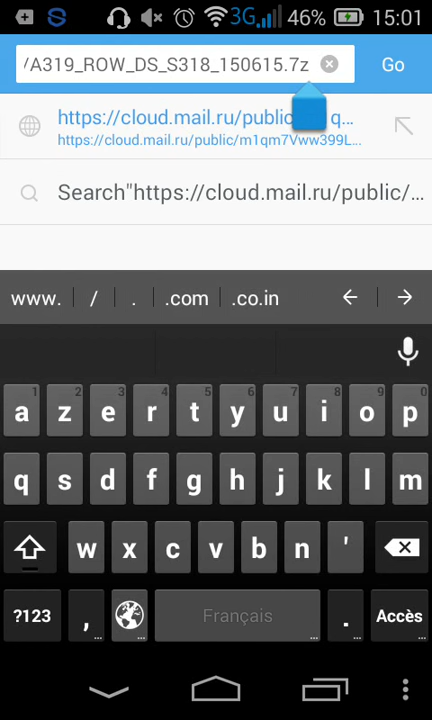 3G 46% 15:01
/A319_ROW_DS_S318_150615.7z Go
https://cloud.mail.ru/public q...
https://cloud.mail.ru/public/m1qm7Vww399L...
Search"https://cloud.mail.ru/public/...
www. / . .com .co.in
1 2 3 4 5 6 7 8 9 0
a z e r t y u i o p
q s d f g h j k l m
w x c v b n '
?123 , Français . Accès